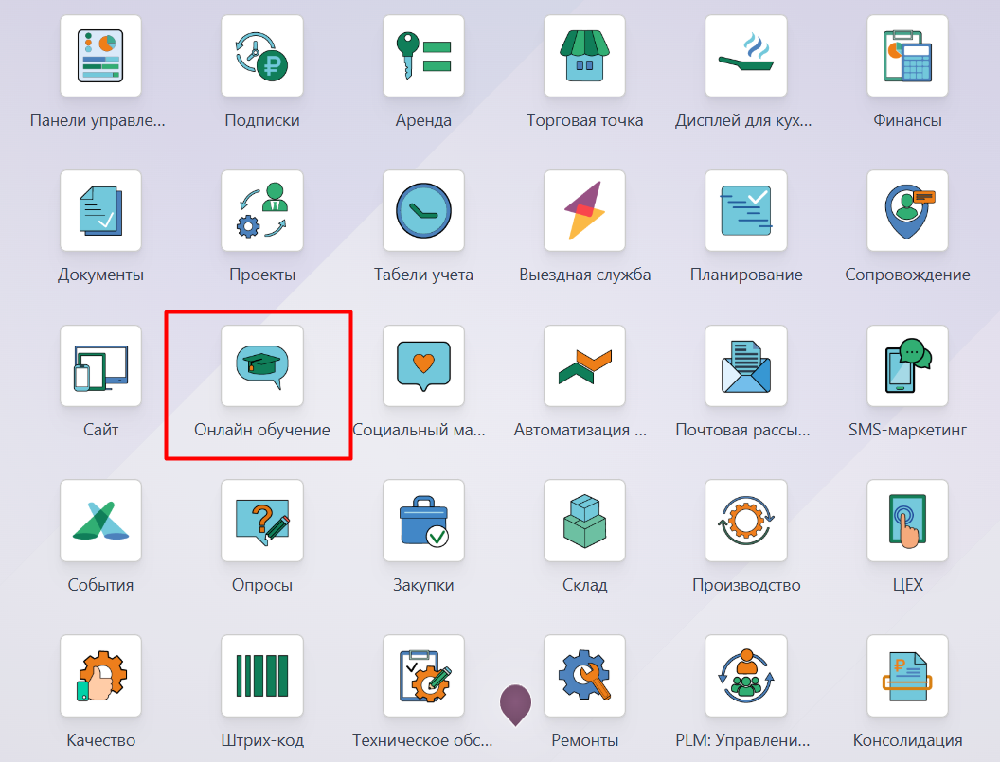 Панели управле...
Подписки
Аренда
Торговая точка
Дисплей для кух...
Финансы
Документы
Проекты
Табели учета
Выездная служба
Планирование
Сопровождение
Сайт
Онлайн обучение
Социальный ма...
Автоматизация ...
Почтовая рассы...
SMS-маркетинг
События
Опросы
Закупки
Склад
Производство
ЦЕХ
Качество
Штрих-код
Техническое обс...
Ремонты
PLM: Управлени...
Консолидация